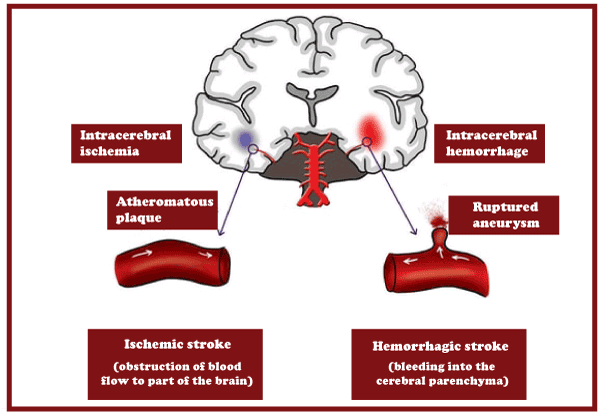 Intracerebral
ischemia
Intracerebral
hemorrhage
Atheromatous
plaque
Ruptured
aneurysm
Ischemic stroke
(obstruction of blood
flow to part of the brain)
Hemorrhagic stroke
(bleeding into the
cerebral parenchyma)